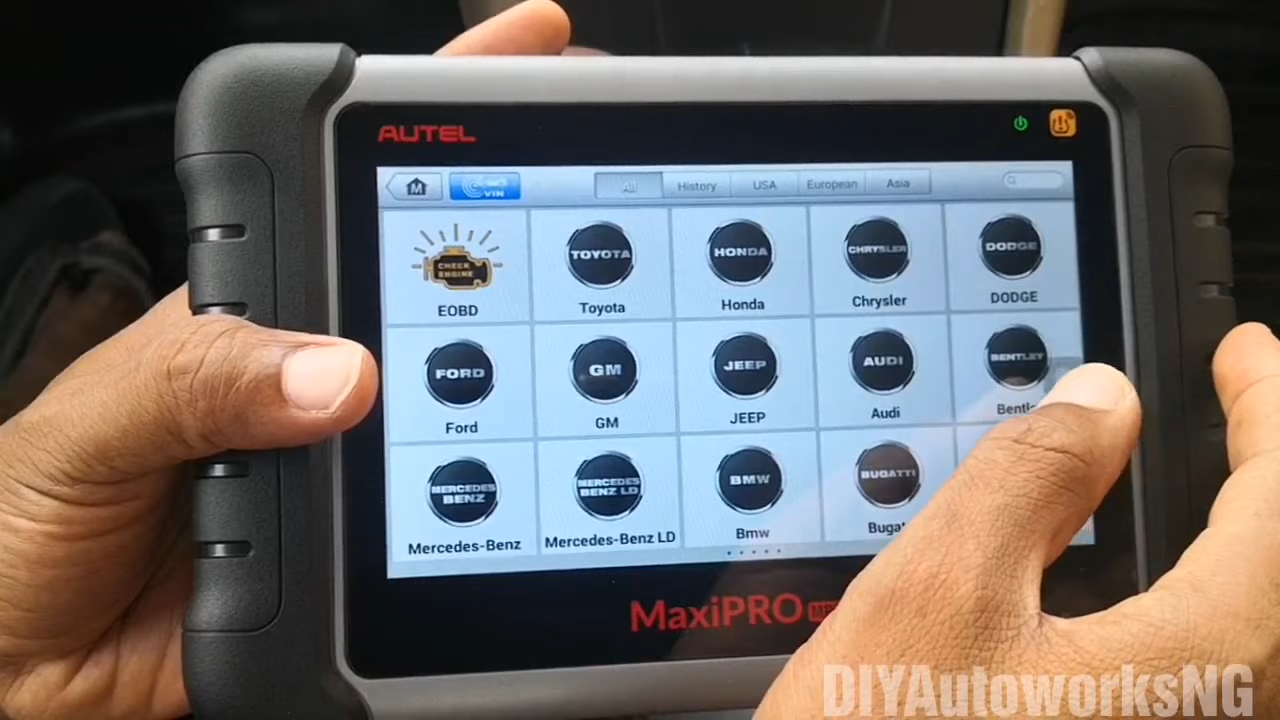 AUTEL
VIN
All
History
USA
European
Asia
CHECK
ENGINE
EOBD
TOYOTA
Toyota
HONDA
Honda
CHRYSLER
Chrysler
DODGE
DODGE
FORD
Ford
GM
GM
JEEP
JEEP
AUDI
Audi
BENTLEY
MERCEDES
BENZ
Mercedes-Benz
MERCEDES
BENZ LD
Mercedes-Benz LD
BMW
Bmw
BUGATTI
MaxiPRO
DIYAutoworksNG